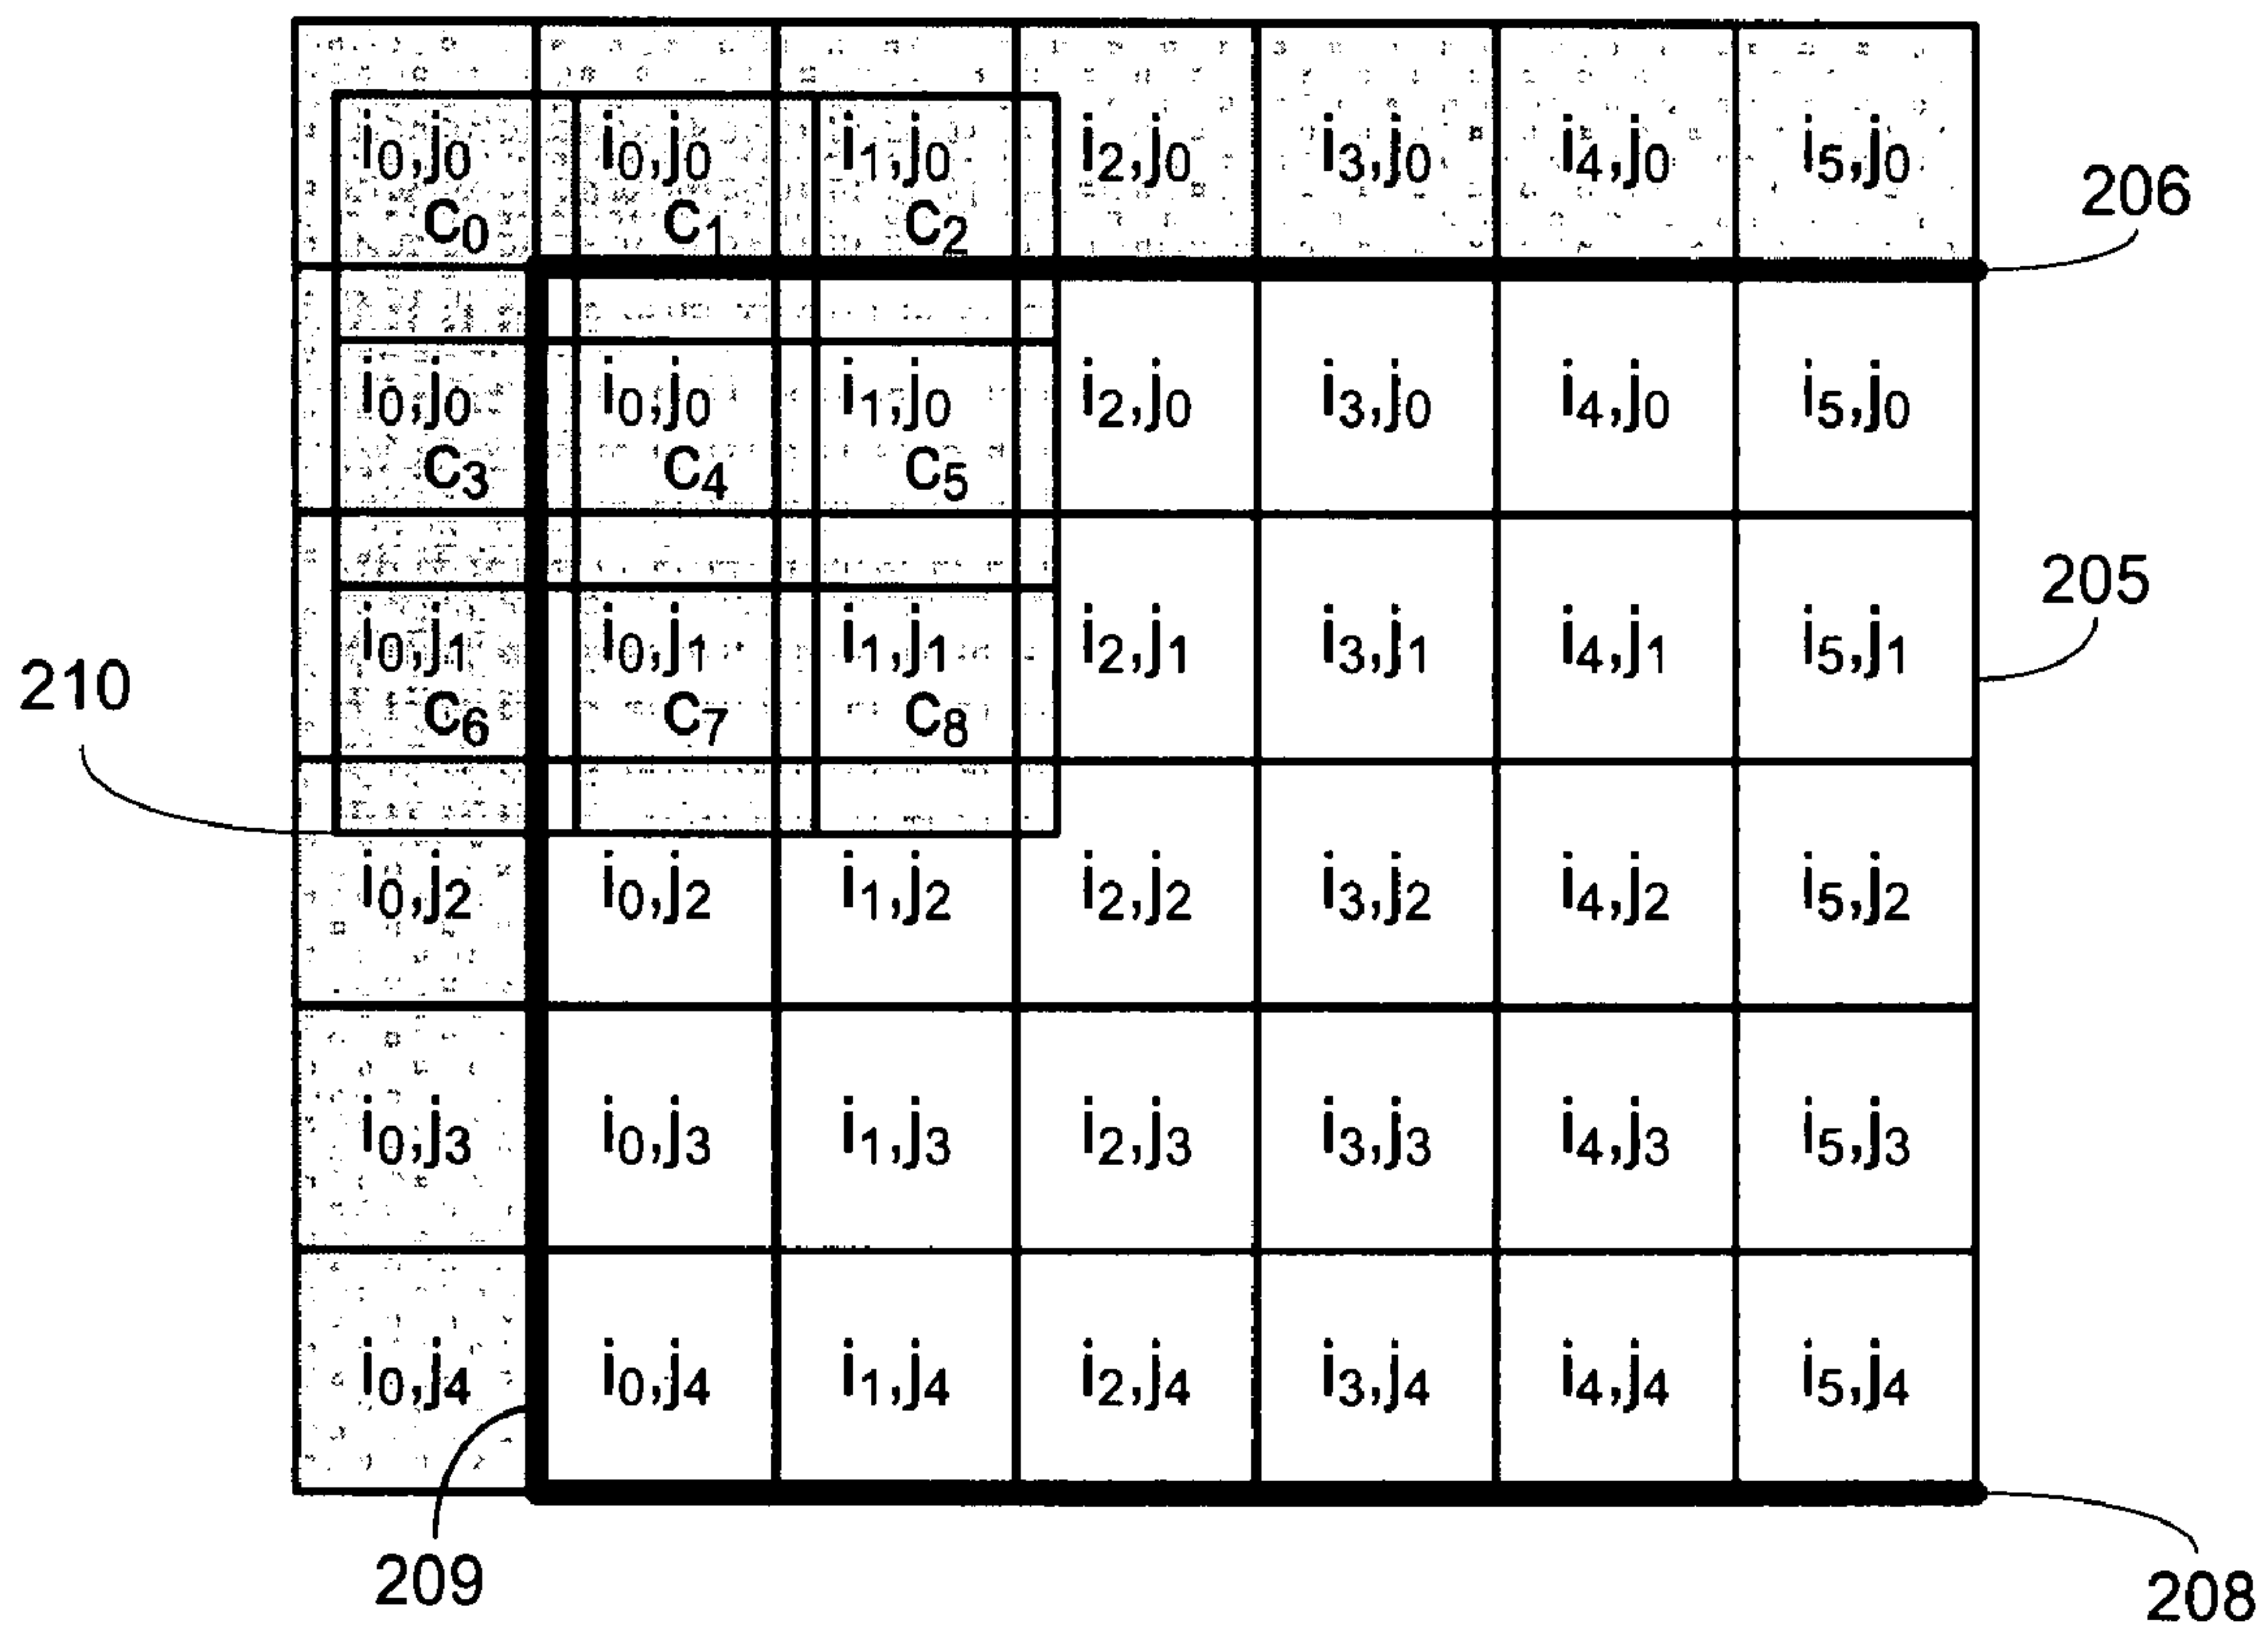 i₀,j₀ i₀,j₀ i₁,j₀ i₂,j₀ i₃,j₀ i₄,j₀ i₅,j₀
206
c₀ c₁ c₂
i₀,j₀ i₀,j₀ i₁,j₀ i₂,j₀ i₃,j₀ i₄,j₀ i₅,j₀
c₃ c₄ c₅
205
i₀,j₁ i₀,j₁ i₁,j₁ i₂,j₁ i₃,j₁ i₄,j₁ i₅,j₁
210
c₆ c₇ c₈
i₀,j₂ i₀,j₂ i₁,j₂ i₂,j₂ i₃,j₂ i₄,j₂ i₅,j₂
i₀,j₃ i₀,j₃ i₁,j₃ i₂,j₃ i₃,j₃ i₄,j₃ i₅,j₃
i₀,j₄ i₀,j₄ i₁,j₄ i₂,j₄ i₃,j₄ i₄,j₄ i₅,j₄
209
208